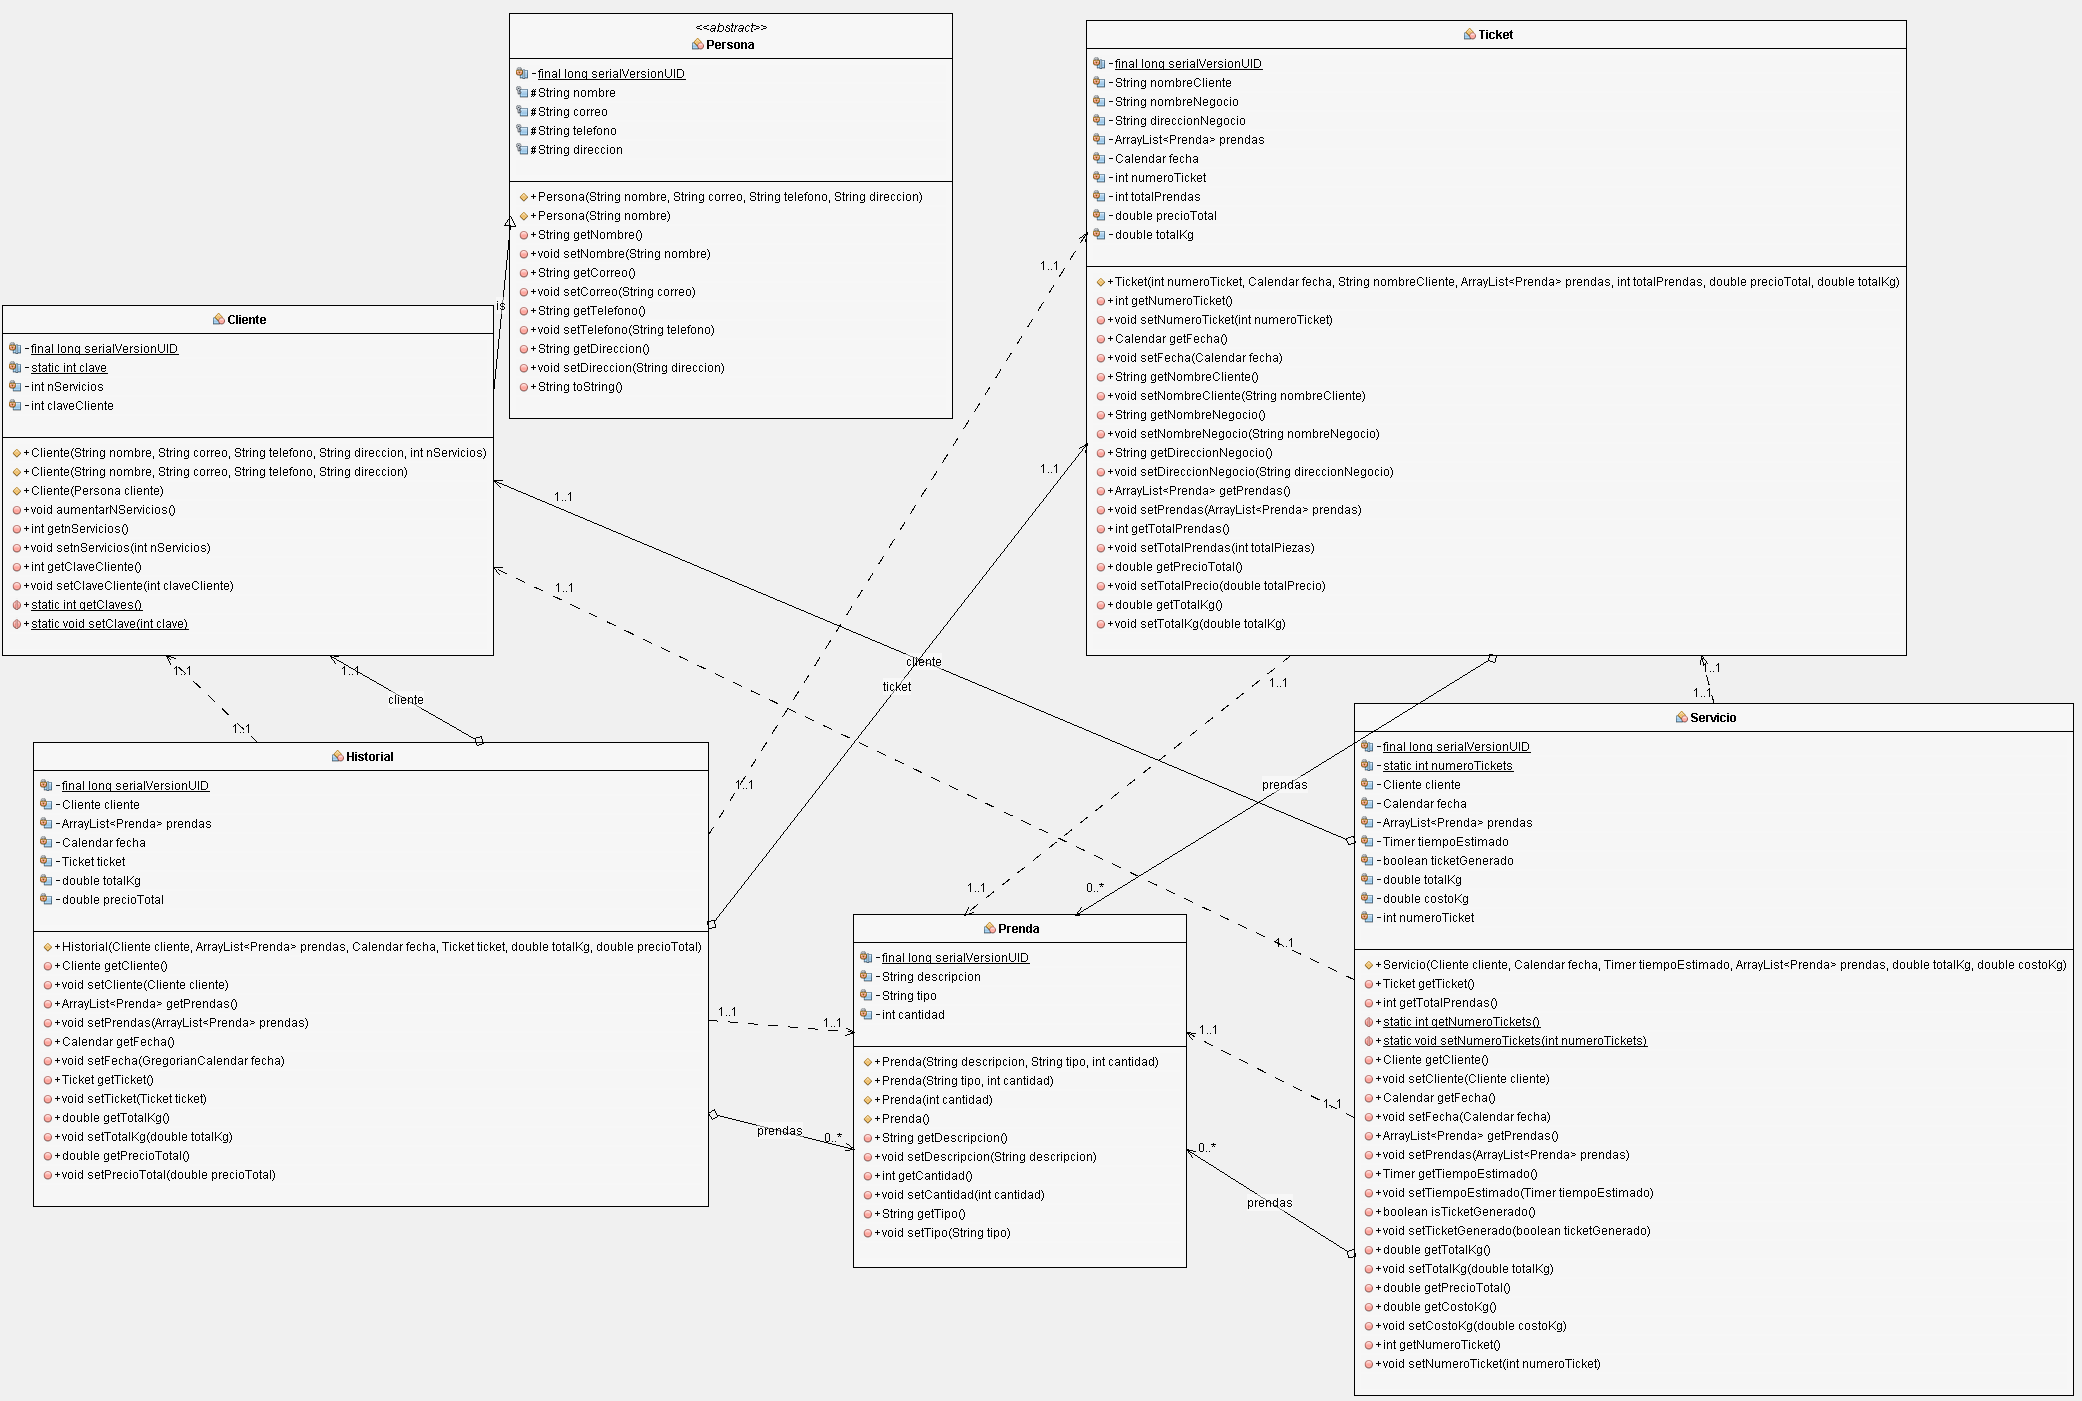 <<abstract>>
Persona
-final long serialVersionUID
#String nombre
#String correo
#String telefono
#String direccion
+Persona(String nombre, String correo, String telefono, String direccion)
+Persona(String nombre)
+String getNombre()
+void setNombre(String nombre)
+String getCorreo()
+void setCorreo(String correo)
+String getTelefono()
+void setTelefono(String telefono)
+String getDireccion()
+void setDireccion(String direccion)
+String toString()
Ticket
-final long serialVersionUID
-String nombreCliente
-String nombreNegocio
-String direccionNegocio
-ArrayList<Prenda> prendas
-Calendar fecha
-int numeroTicket
-int totalPrendas
-double precioTotal
-double totalKg
+Ticket(int numeroTicket, Calendar fecha, String nombreCliente, ArrayList<Prenda> prendas, int totalPrendas, double precioTotal, double totalKg)
+int getNumeroTicket()
+void setNumeroTicket(int numeroTicket)
+Calendar getFecha()
+void setFecha(Calendar fecha)
+String getNombreCliente()
+void setNombreCliente(String nombreCliente)
+String getNombreNegocio()
+void setNombreNegocio(String nombreNegocio)
+String getDireccionNegocio()
+void setDireccionNegocio(String direccionNegocio)
+ArrayList<Prenda> getPrendas()
+void setPrendas(ArrayList<Prenda> prendas)
+int getTotalPrendas()
+void setTotalPrendas(int totalPiezas)
+double getPrecioTotal()
+void setTotalPrecio(double totalPrecio)
+double getTotalKg()
+void setTotalKg(double totalKg)
is
1..1
1..1
Cliente
-final long serialVersionUID
-static int clave
-int nServicios
-int claveCliente
+Cliente(String nombre, String correo, String telefono, String direccion, int nServicios)
+Cliente(String nombre, String correo, String telefono, String direccion)
+Cliente(Persona cliente)
+void aumentarNServicios()
+int getnServicios()
+void setnServicios(int nServicios)
+int getClaveCliente()
+void setClaveCliente(int claveCliente)
+static int getClaves()
+static void setClave(int clave)
1..1
1..1
cliente
ticket
1..1
1..1
cliente
1..1
1..1
1..1
1..1
1..1
prendas
1..1
0..*
Historial
-final long serialVersionUID
-Cliente cliente
-ArrayList<Prenda> prendas
-Calendar fecha
-Ticket ticket
-double totalKg
-double precioTotal
+Historial(Cliente cliente, ArrayList<Prenda> prendas, Calendar fecha, Ticket ticket, double totalKg, double precioTotal)
+Cliente getCliente()
+void setCliente(Cliente cliente)
+ArrayList<Prenda> getPrendas()
+void setPrendas(ArrayList<Prenda> prendas)
+Calendar getFecha()
+void setFecha(GregorianCalendar fecha)
+Ticket getTicket()
+void setTicket(Ticket ticket)
+double getTotalKg()
+void setTotalKg(double totalKg)
+double getPrecioTotal()
+void setPrecioTotal(double precioTotal)
1..1
1..1
prendas
0..*
Prenda
-final long serialVersionUID
-String descripcion
-String tipo
-int cantidad
+Prenda(String descripcion, String tipo, int cantidad)
+Prenda(String tipo, int cantidad)
+Prenda(int cantidad)
+Prenda()
+String getDescripcion()
+void setDescripcion(String descripcion)
+int getCantidad()
+void setCantidad(int cantidad)
+String getTipo()
+void setTipo(String tipo)
1..1
1..1
1..1
0..*
prendas
Servicio
-final long serialVersionUID
-static int numeroTickets
-Cliente cliente
-Calendar fecha
-ArrayList<Prenda> prendas
-Timer tiempoEstimado
-boolean ticketGenerado
-double totalKg
-double costoKg
-int numeroTicket
+Servicio(Cliente cliente, Calendar fecha, Timer tiempoEstimado, ArrayList<Prenda> prendas, double totalKg, double costoKg)
+Ticket getTicket()
+int getTotalPrendas()
+static int getNumeroTickets()
+static void setNumeroTickets(int numeroTickets)
+Cliente getCliente()
+void setCliente(Cliente cliente)
+Calendar getFecha()
+void setFecha(Calendar fecha)
+ArrayList<Prenda> getPrendas()
+void setPrendas(ArrayList<Prenda> prendas)
+Timer getTiempoEstimado()
+void setTiempoEstimado(Timer tiempoEstimado)
+boolean isTicketGenerado()
+void setTicketGenerado(boolean ticketGenerado)
+double getTotalKg()
+void setTotalKg(double totalKg)
+double getPrecioTotal()
+double getCostoKg()
+void setCostoKg(double costoKg)
+int getNumeroTicket()
+void setNumeroTicket(int numeroTicket)